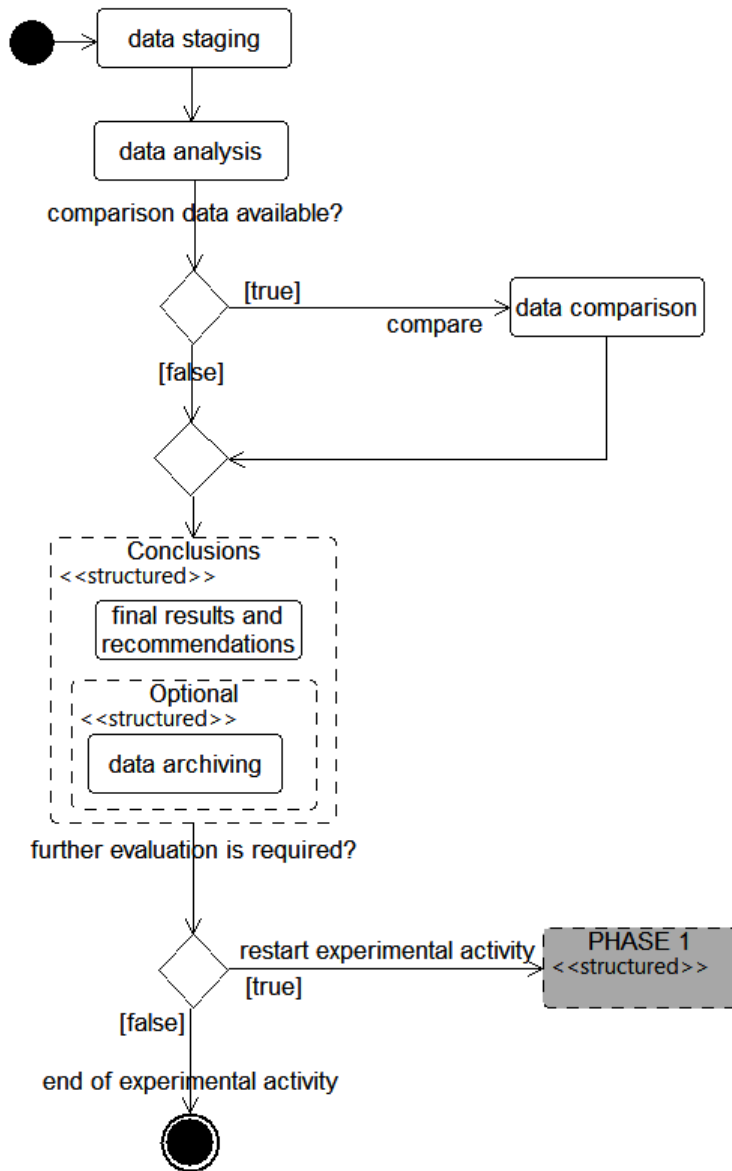 data staging
data analysis
comparison data available?
[true]
compare
data comparison
[false]
Conclusions
<<structured>>
final results and
recommendations
Optional
<<structured>>
data archiving
further evaluation is required?
restart experimental activity
[true]
PHASE 1
<<structured>>
[false]
end of experimental activity